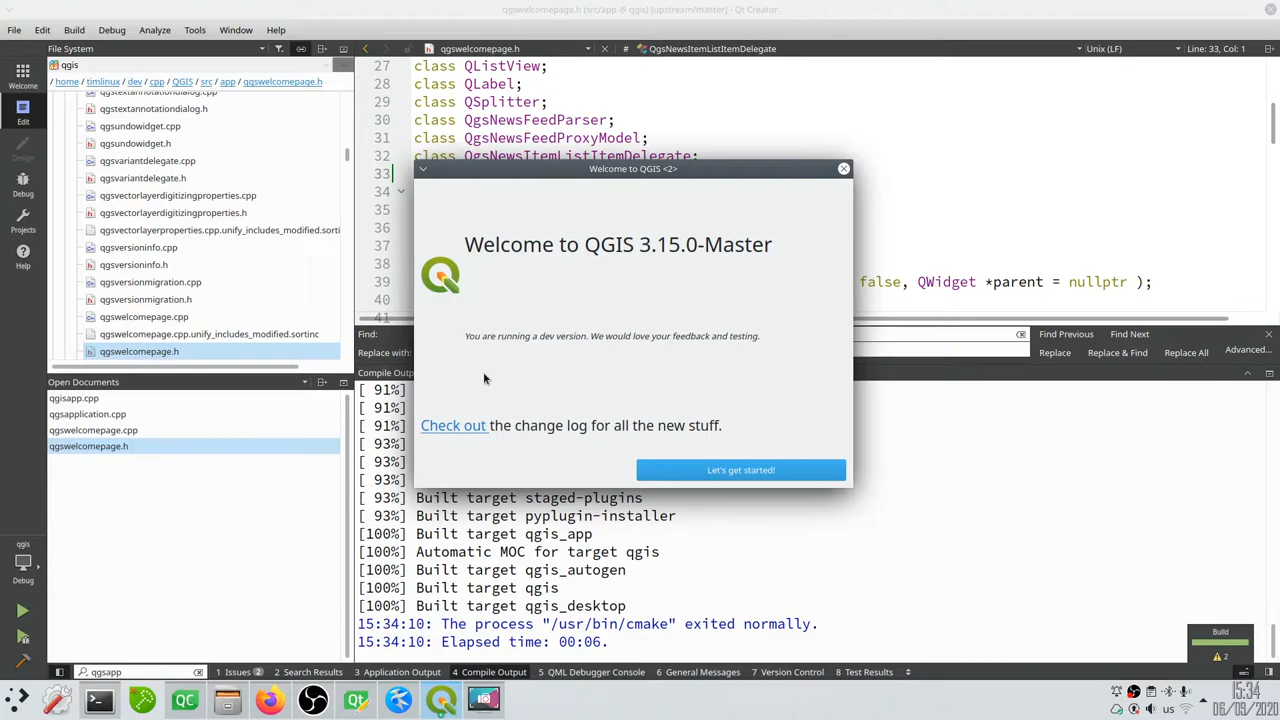 qgswelcomepage.h (src/app @ qgis) [upstream/master] - Qt Creator
File Edit Build Debug Analyze Tools Window Help
File System
qgswelcomepage.h
# QgsNewsItemListItemDelegate
Unix (LF)
Line: 33, Col: 1
qgis
/ home / timlinux / dev / cpp / QGIS / src / app / qgswelcomepage.h
Welcome
Edit
Design
Debug
Projects
Help
qgstextannotationdialog.cpp
qgstextannotationdialog.h
qgsundowidget.cpp
qgsundowidget.h
qgsvariantdelegate.cpp
qgsvariantdelegate.h
qgsvectorlayerdigitizingproperties.cpp
qgsvectorlayerdigitizingproperties.h
qgsvectorlayerproperties.cpp.unify_includes_modified.sorti
qgsversioninfo.cpp
qgsversioninfo.h
qgsversionmigration.cpp
qgsversionmigration.h
qgswelcomepage.cpp
qgswelcomepage.cpp.unify_includes_modified.sortinc
qgswelcomepage.h
27 class QListView;
28 class QLabel;
29 class QSplitter;
30 class QgsNewsFeedParser;
31 class QgsNewsFeedProxyModel;
32 class QgsNewsItemListItemDelegate;
33
34
35
36
37
38
39 false, QWidget *parent = nullptr );
40
41
Welcome to QGIS <2>
Welcome to QGIS 3.15.0-Master
You are running a dev version. We would love your feedback and testing.
Check out the change log for all the new stuff.
Let's get started!
Find:
Find Previous Find Next
Replace with:
Replace Replace & Find Replace All Advanced...
Open Documents
qgisapp.cpp
qgsapplication.cpp
qgswelcomepage.cpp
qgswelcomepage.h
Compile Out
[ 91%]
[ 91%]
[ 91%]
[ 93%]
[ 93%]
[ 93%]
[ 93%] Built target staged-plugins
[ 93%] Built target pyplugin-installer
[100%] Built target qgis_app
[100%] Automatic MOC for target qgis
[100%] Built target qgis_autogen
[100%] Built target qgis
[100%] Built target qgis_desktop
15:34:10: The process "/usr/bin/cmake" exited normally.
15:34:10: Elapsed time: 00:06.
qgis
Debug
Build
2
qgsapp
1 Issues 2
2 Search Results
3 Application Output
4 Compile Output
5 QML Debugger Console
6 General Messages
7 Version Control
8 Test Results
QC
us
15:34
06/09/2020